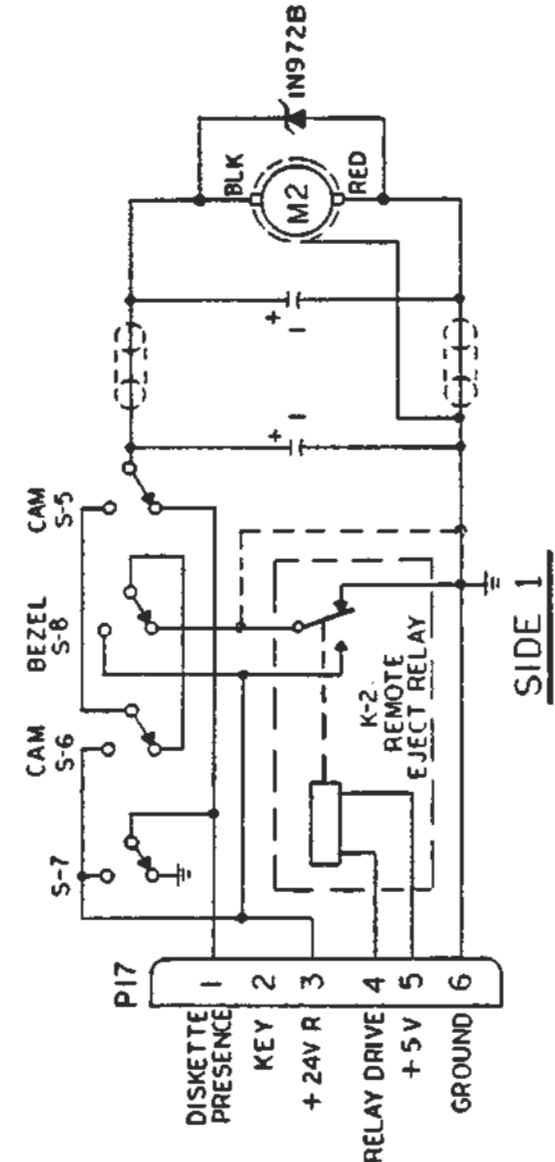 1N972B
BLK
M2
RED
+
+
CAM
S-5
BEZEL
S-8
CAM
S-6
S-7
K-2
REMOTE
EJECT RELAY
SIDE 1
P17
DISKETTE
PRESENCE
1
KEY
2
+ 24V R
3
RELAY DRIVE
4
+5V
5
GROUND
6